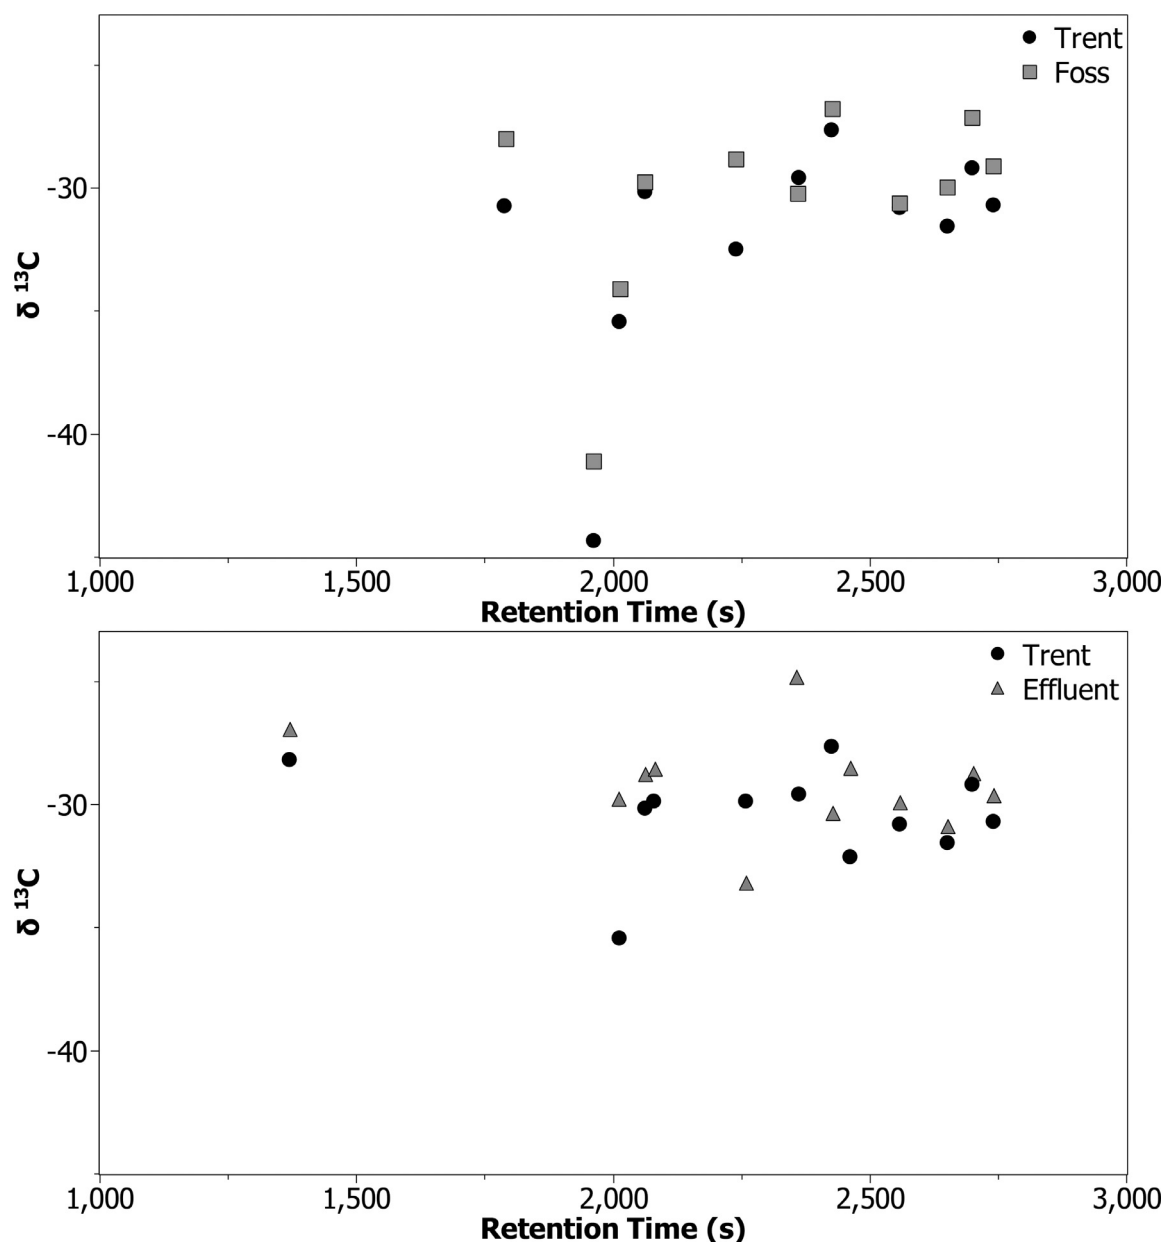 Trent
Foss
-30
-40
δ ¹³C
1,000 1,500 2,000 2,500 3,000
Retention Time (s)
Trent
Effluent
-30
-40
δ ¹³C
1,000 1,500 2,000 2,500 3,000
Retention Time (s)